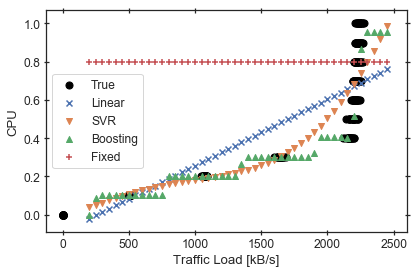 1.0
0.8
0.6
0.4
0.2
0.0
CPU
True
Linear
SVR
Boosting
Fixed
0 500 1000 1500 2000 2500
Traffic Load [kB/s]